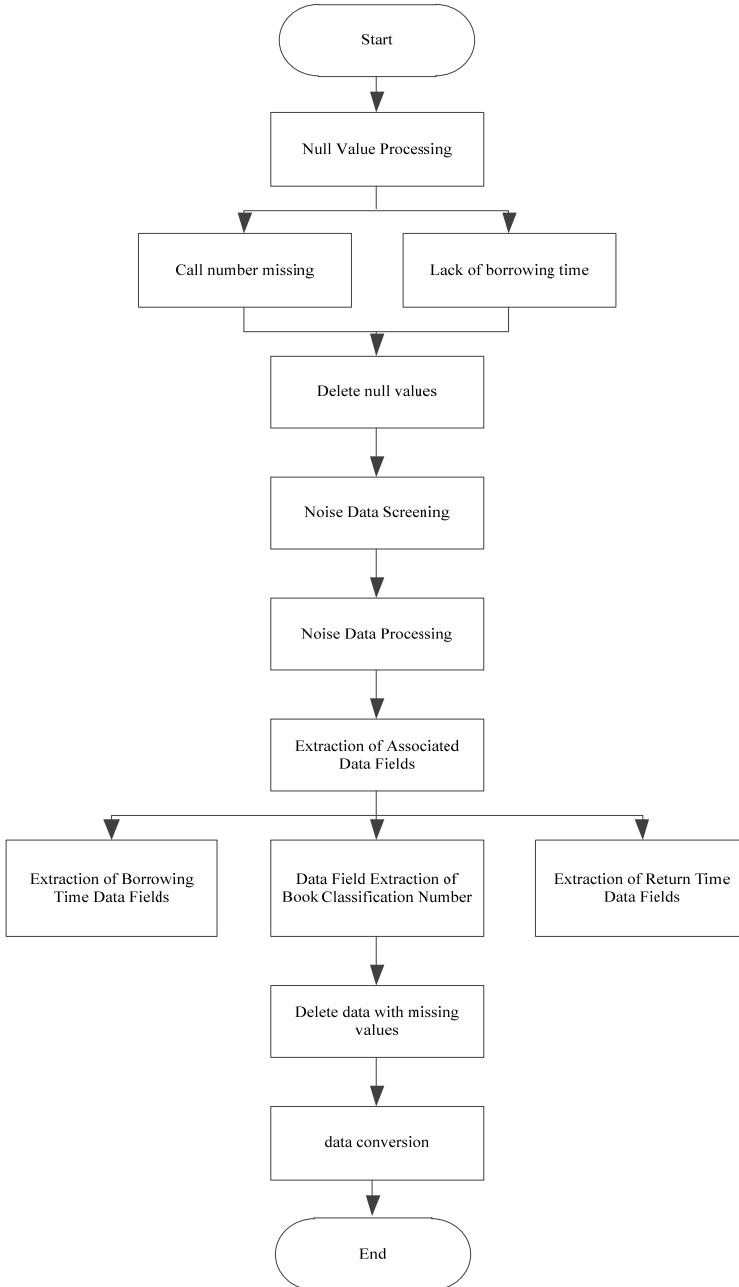 Start
Null Value Processing
Call number missing
Lack of borrowing time
Delete null values
Noise Data Screening
Noise Data Processing
Extraction of Associated
Data Fields
Extraction of Borrowing
Time Data Fields
Data Field Extraction of
Book Classification Number
Extraction of Return Time
Data Fields
Delete data with missing
values
data conversion
End